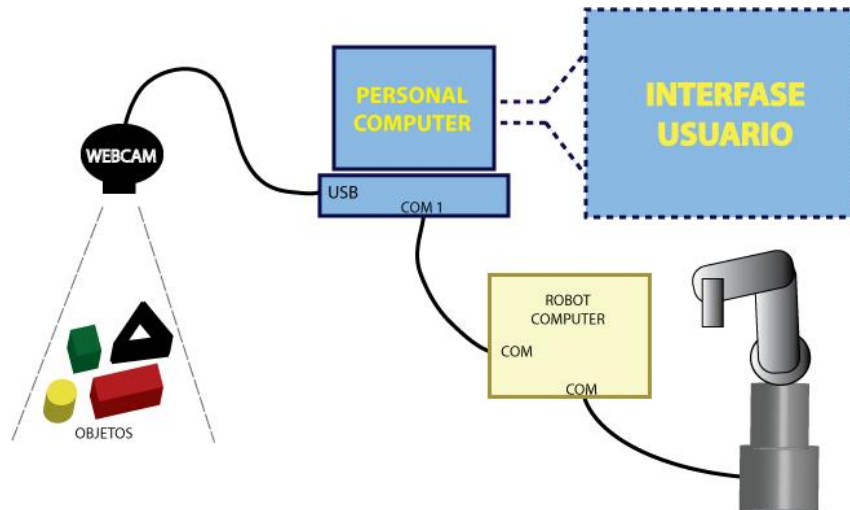 PERSONAL
COMPUTER
INTERFASE
USUARIO
WEBCAM
USB
COM 1
ROBOT
COMPUTER
COM
COM
OBJETOS